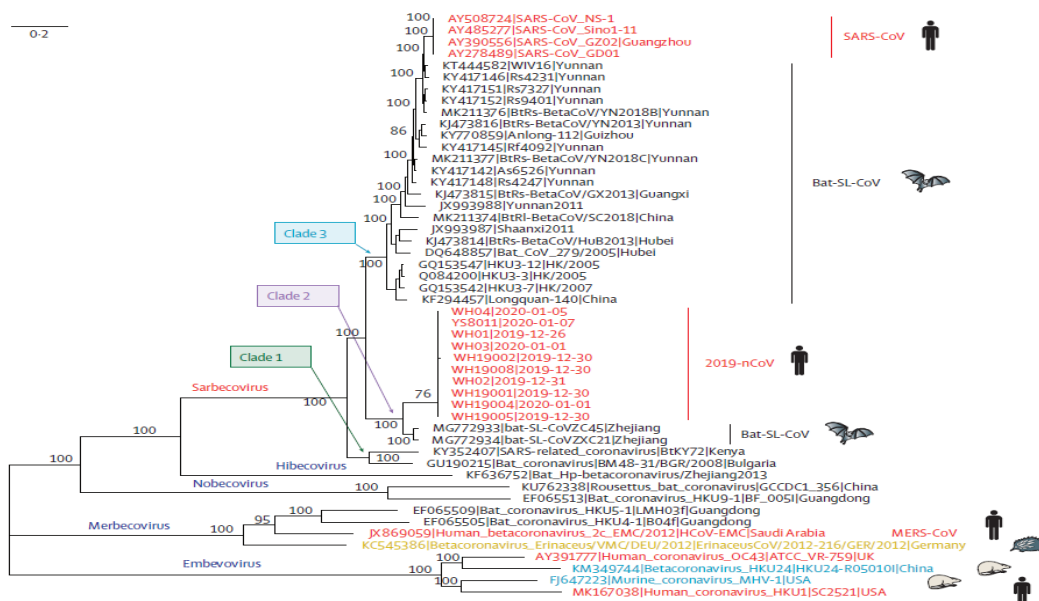 0·2
100
AY508724|SARS-CoV_NS-1
AY485277|SARS-CoV_Sino1-11
AY390556|SARS-CoV_GZ02|Guangzhou
AY278489|SARS-CoV_GD01
SARS-CoV
100
100
100
100
KT444582|WIV16|Yunnan
KY417146|Rs4231|Yunnan
KY417151|Rs7327|Yunnan
KY417152|Rs9401|Yunnan
MK211376|BtRs-BetaCoV/YN2018B|Yunnan
100
KJ473816|BtRs-BetaCoV/YN2013|Yunnan
86
KY770859|Anlong-112|Guizhou
KY417145|Rf4092|Yunnan
100
MK211377|BtRs-BetaCoV/YN2018C|Yunnan
KY417142|As6526|Yunnan
Bat-SL-CoV
100
KY417148|Rs4247|Yunnan
100
KJ473815|BtRs-BetaCoV/GX2013|Guangxi
JX993988|Yunnan2011
100
MK211374|BtRl-BetaCoV/SC2018|China
JX993987|Shaanxi2011
Clade 3
KJ473814|BtRs-BetaCoV/HuB2013|Hubei
DQ648857|Bat_CoV_279/2005|Hubei
100
GQ153547|HKU3-12|HK/2005
Q084200|HKU3-3|HK/2005
GQ153542|HKU3-7|HK/2007
Clade 2
KF294457|Longquan-140|China
WH04|2020-01-05
YS8011|2020-01-07
100
WH01|2019-12-26
WH03|2020-01-01
Clade 1
WH19002|2019-12-30
2019-nCoV
WH19008|2019-12-30
WH02|2019-12-31
Sarbecovirus
76
WH19001|2019-12-30
100
WH19004|2020-01-01
WH19005|2019-12-30
100
MG772933|bat-SL-CoVZC45|Zhejiang
Bat-SL-CoV
MG772934|bat-SL-CoVZXC21|Zhejiang
100
KY352407|SARS-related_coronavirus|BtKY72|Kenya
100
100
GU190215|Bat_coronavirus|BM48-31/BGR/2008|Bulgaria
Hibecovirus
KF636752|Bat_Hp-betacoronavirus/Zhejiang2013
Nobecovirus
100
KU762338|Rousettus_bat_coronavirus|GCCDC1_356|China
EF065513|Bat_coronavirus_HKU9-1|BF_005I|Guangdong
100
EF065509|Bat_coronavirus_HKU5-1|LMH03f|Guangdong
95
EF065505|Bat_coronavirus_HKU4-1|B04f|Guangdong
Merbecovirus
100
JX869059|Human_betacoronavirus_2c_EMC/2012|HCoV-EMC|Saudi Arabia
MERS-CoV
KC545386|Betacoronavirus_Erinaceus/VMC/DEU/2012|ErinaceusCoV/2012-216/GER/2012|Germany
Embevovirus
100
AY391777|Human_coronavirus_OC43|ATCC_VR-759|UK
100
KM349744|Betacoronavirus_HKU24|HKU24-R05010I|China
FJ647223|Murine_coronavirus_MHV-1|USA
100
MK167038|Human_coronavirus_HKU1|SC2521|USA